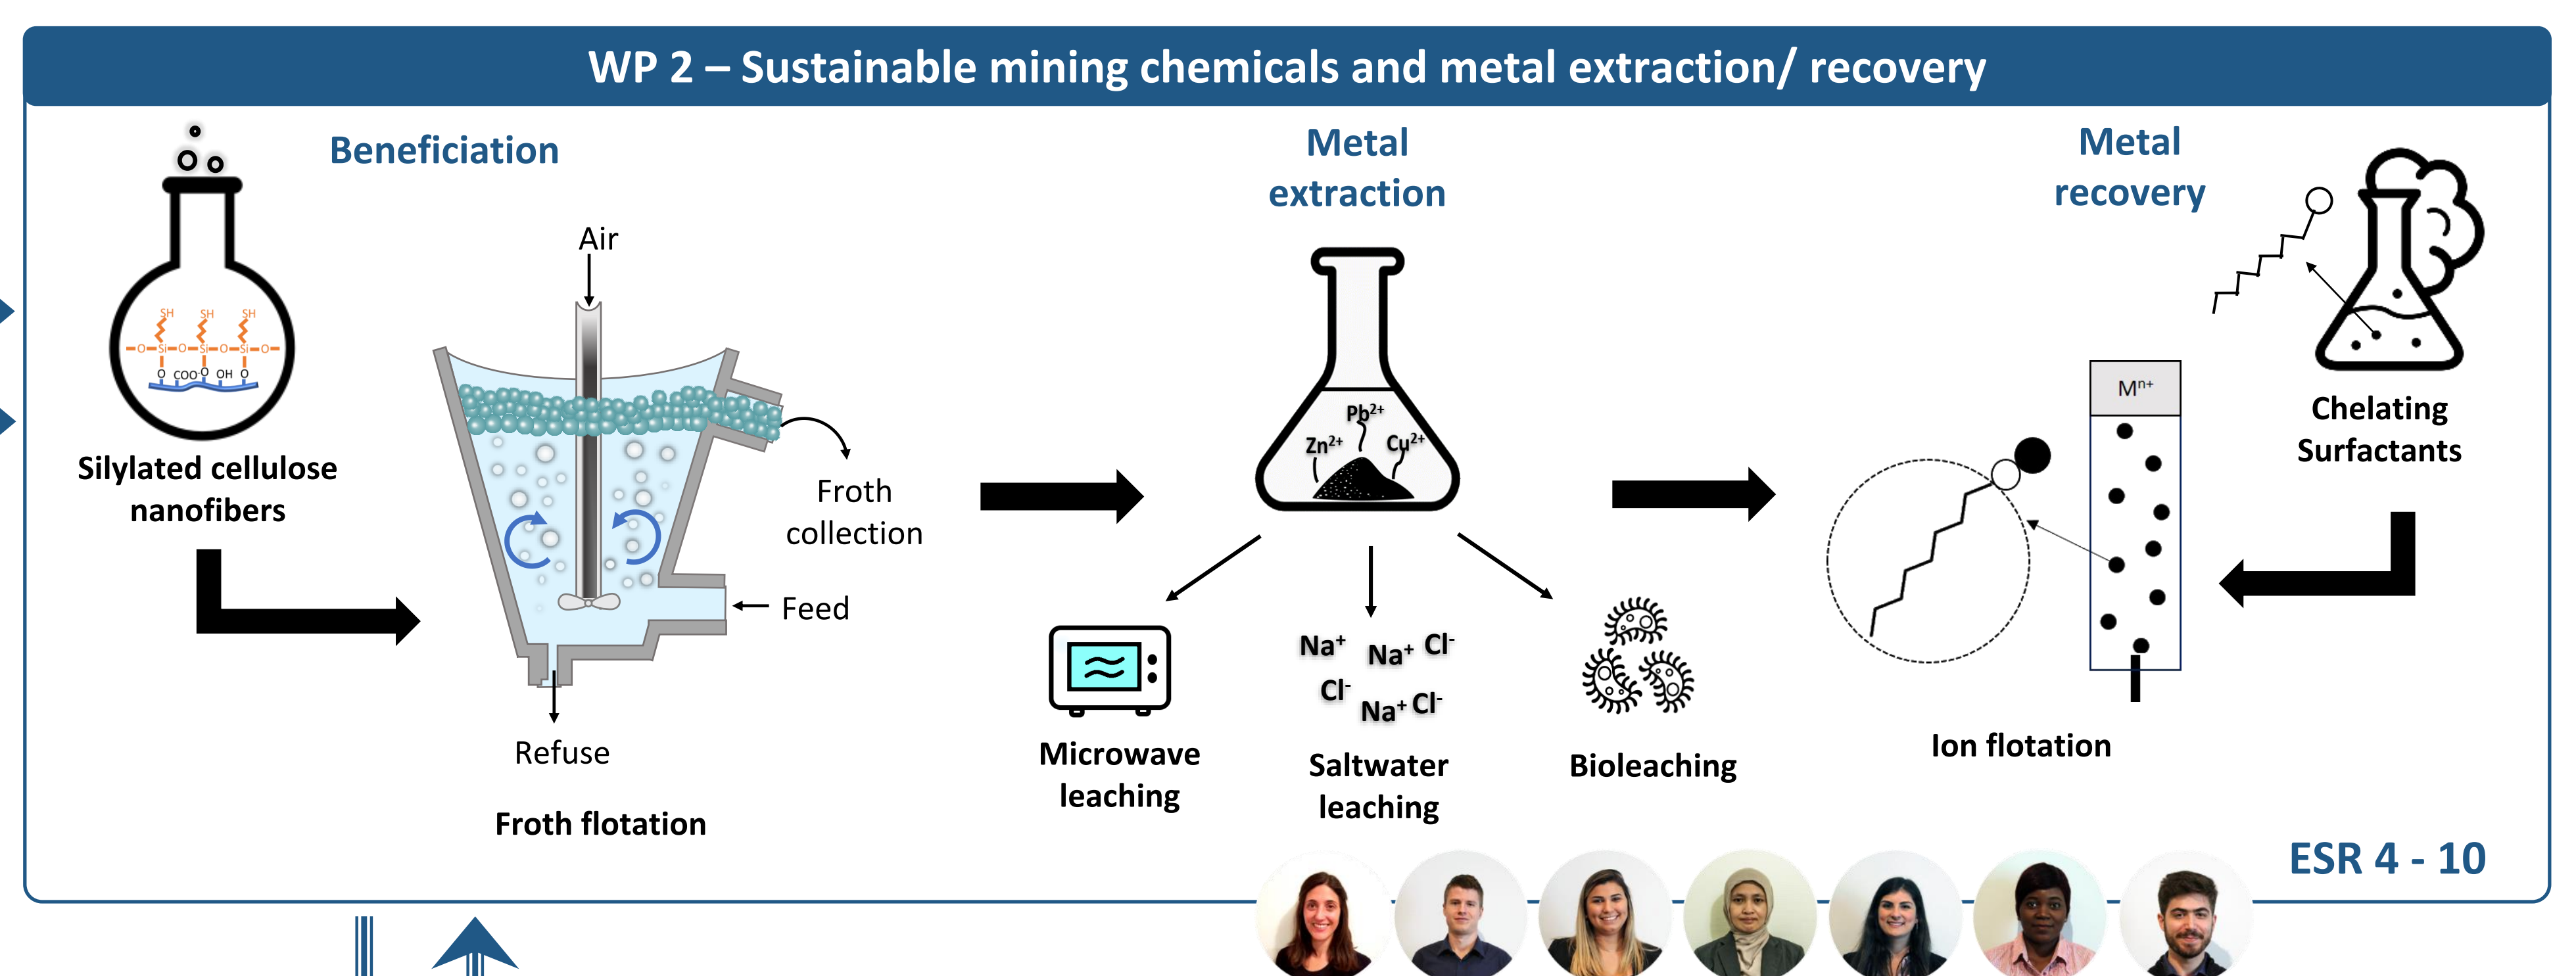 WP 2 – Sustainable mining chemicals and metal extraction/ recovery
Beneficiation
SH SH SH
O Si O Si O Si O
O COO⁻ O OH O
Silylated cellulose
nanofibers
Air
Froth
collection
Feed
Refuse
Froth flotation
Metal
extraction
Pb²⁺
Zn²⁺ Cu²⁺
Microwave
leaching
Na⁺ Na⁺ Cl⁻
Cl⁻ Na⁺ Cl⁻
Saltwater
leaching
Bioleaching
Metal
recovery
Mⁿ⁺
Chelating
Surfactants
Ion flotation
ESR 4 - 10